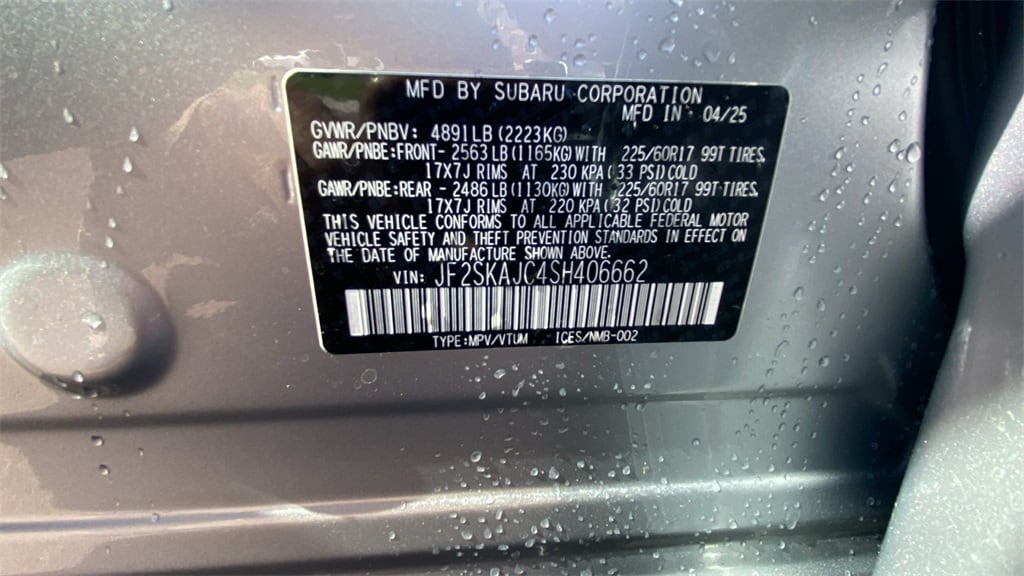 MFD BY SUBARU CORPORATION
MFD IN 04/25
GVWR/PNBV: 4891LB (2223KG)
GAWR/PNBE:FRONT- 2563LB (1165KG) WITH 225/60R17 99T TIRES.
17X7J RIMS AT 230 KPA ( 33 PSI) COLD
GAWR/PNBE:REAR - 2486LB (1130KG) WITH 225/60R17 99T TIRES.
17X7J RIMS AT 220 KPA ( 32 PSI) COLD
THIS VEHICLE CONFORMS TO ALL APPLICABLE FEDERAL MOTOR
VEHICLE SAFETY AND THEFT PREVENTION STANDARDS IN EFFECT ON
THE DATE OF MANUFACTURE SHOWN ABOVE.
VIN: JF2SKAJC4SH406662
TYPE:MPV/VTUM ICES/NMB-002